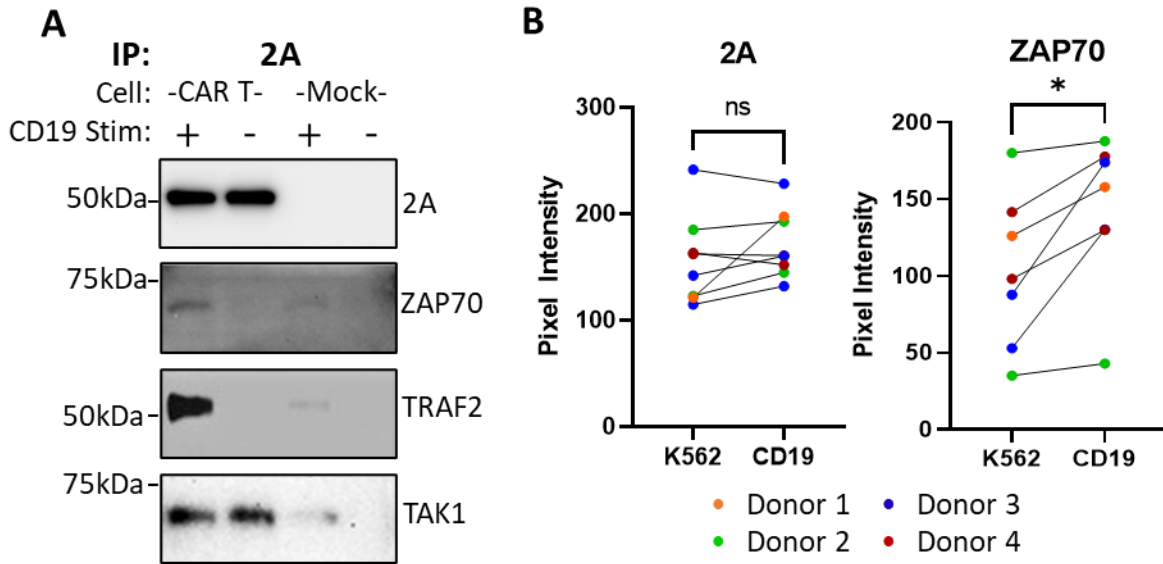 A
IP: 2A
Cell: -CAR T- -Mock-
CD19 Stim: + - + -
50kDa
2A
75kDa
ZAP70
50kDa
TRAF2
75kDa
TAK1
B
2A
ns
300
200
100
0
Pixel Intensity
K562 CD19
ZAP70
*
200
150
100
50
0
Pixel Intensity
K562 CD19
Donor 1 Donor 3
Donor 2 Donor 4